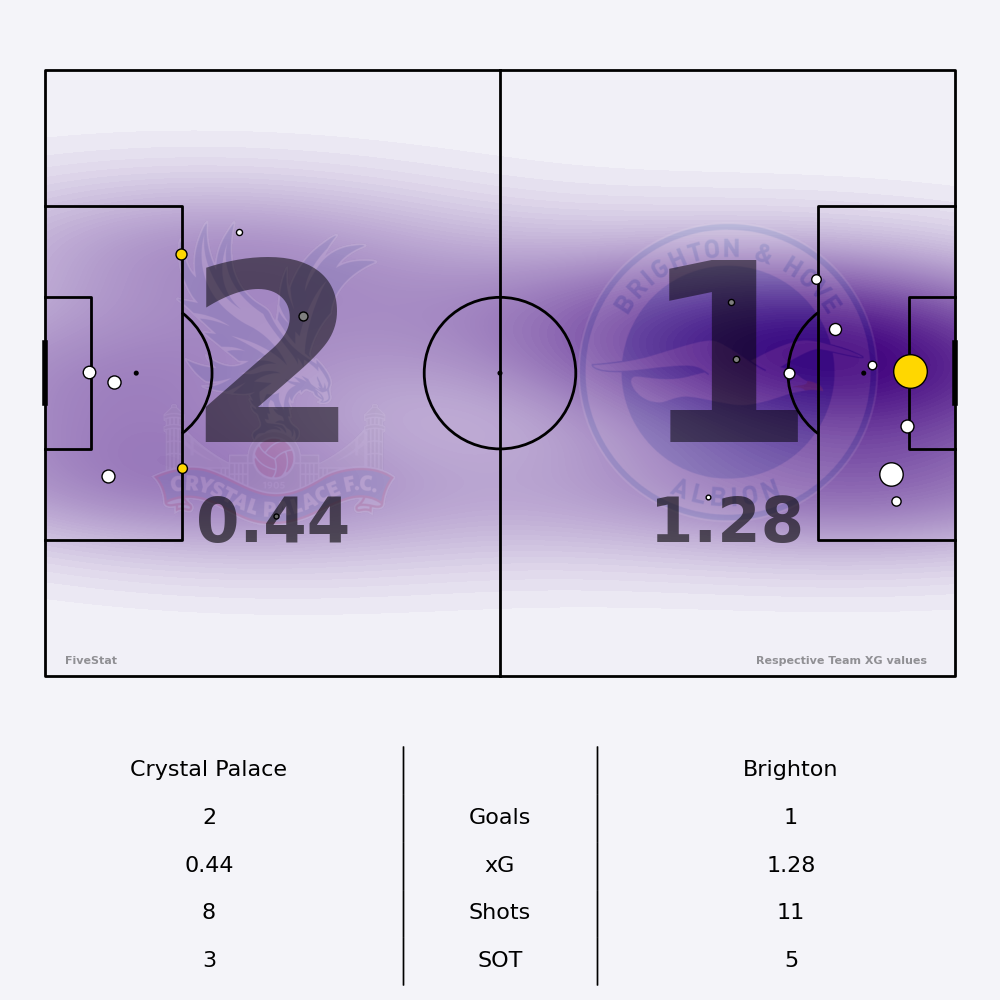 BRIGHTON & HOVE
ALBION
CRYSTAL PALACE F.C.
2 1
0.44 1.28
FiveStat Respective Team XG values
Crystal Palace Brighton
2 Goals 1
0.44 xG 1.28
8 Shots 11
3 SOT 5